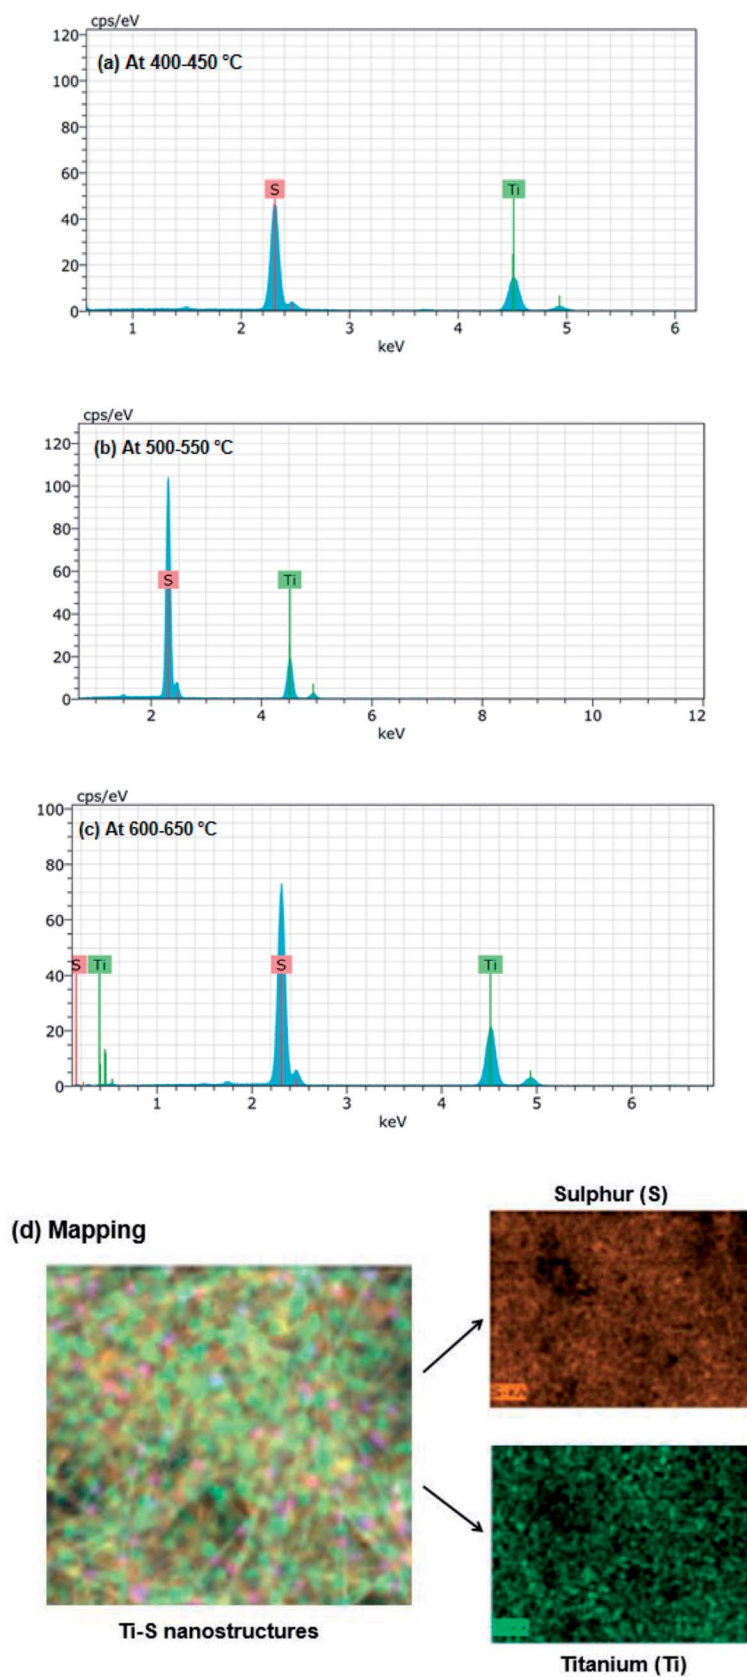 cps/eV
(a) At 400-450 °C
120
100
80
60
40
20
0
S
Ti
1 2 3 4 5 6
keV
cps/eV
(b) At 500-550 °C
120
100
80
60
40
20
0
S
Ti
2 4 6 8 10 12
keV
cps/eV
(c) At 600-650 °C
100
80
60
40
20
0
S Ti S Ti
1 2 3 4 5 6
keV
(d) Mapping
Sulphur (S)
Ti-S nanostructures
Titanium (Ti)